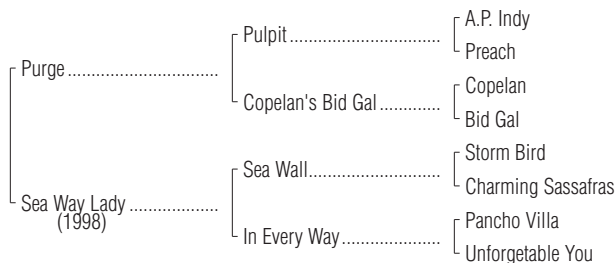 A.P. Indy
Pulpit
Preach
Purge
Copelan
Copelan's Bid Gal
Bid Gal
Storm Bird
Sea Wall
Charming Sassafras
Sea Way Lady
(1998)
Pancho Villa
In Every Way
Unforgetable You